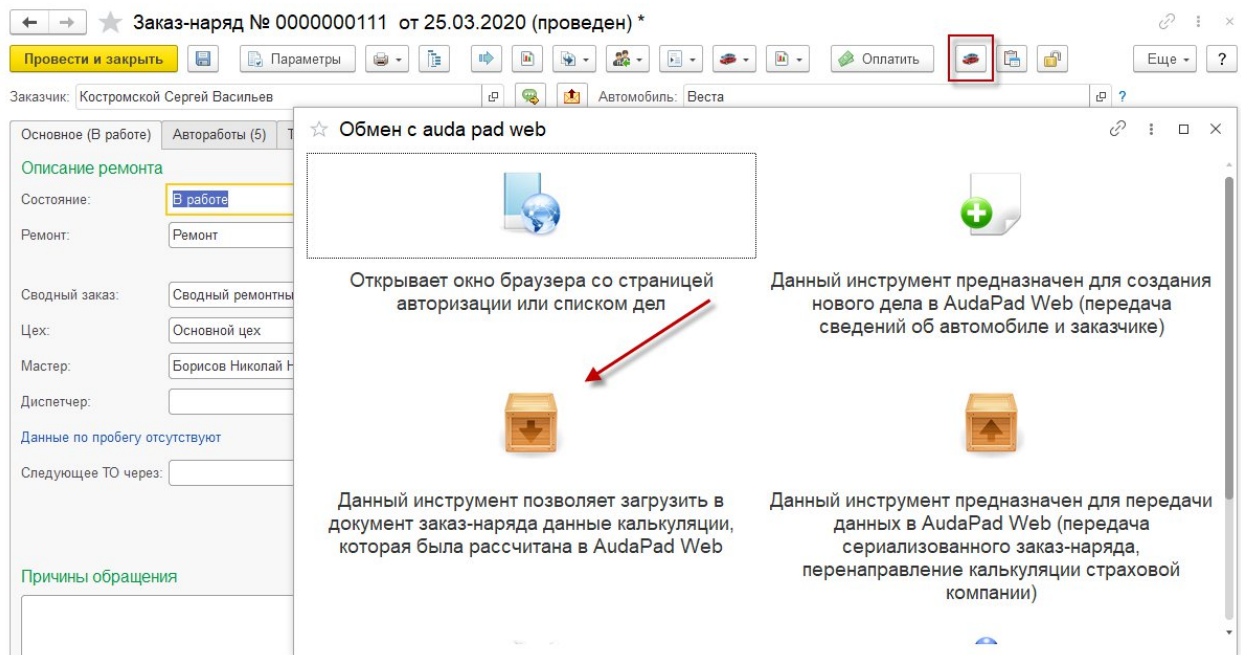 Заказ-наряд № 0000000111 от 25.03.2020 (проведен) *
Провести и закрыть
Параметры
Оплатить
Еще
?
Заказчик: Костромской Сергей Васильев
Автомобиль: Веста
?
Основное (В работе)
Автоработы (5)
Т
Описание ремонта
Состояние: В работе
Ремонт: Ремонт
Сводный заказ: Сводный ремонтны
Цех: Основной цех
Мастер: Борисов Николай Н
Диспетчер:
Данные по пробегу отсутствуют
Следующее ТО через:
Причины обращения
Обмен с auda pad web
Открывает окно браузера со страницей
авторизации или списком дел
Данный инструмент предназначен для создания
нового дела в AudaPad Web (передача
сведений об автомобиле и заказчике)
Данный инструмент позволяет загрузить в
документ заказ-наряда данные калькуляции,
которая была рассчитана в AudaPad Web
Данный инструмент предназначен для передачи
данных в AudaPad Web (передача
сериализованного заказ-наряда,
перенаправление калькуляции страховой
компании)